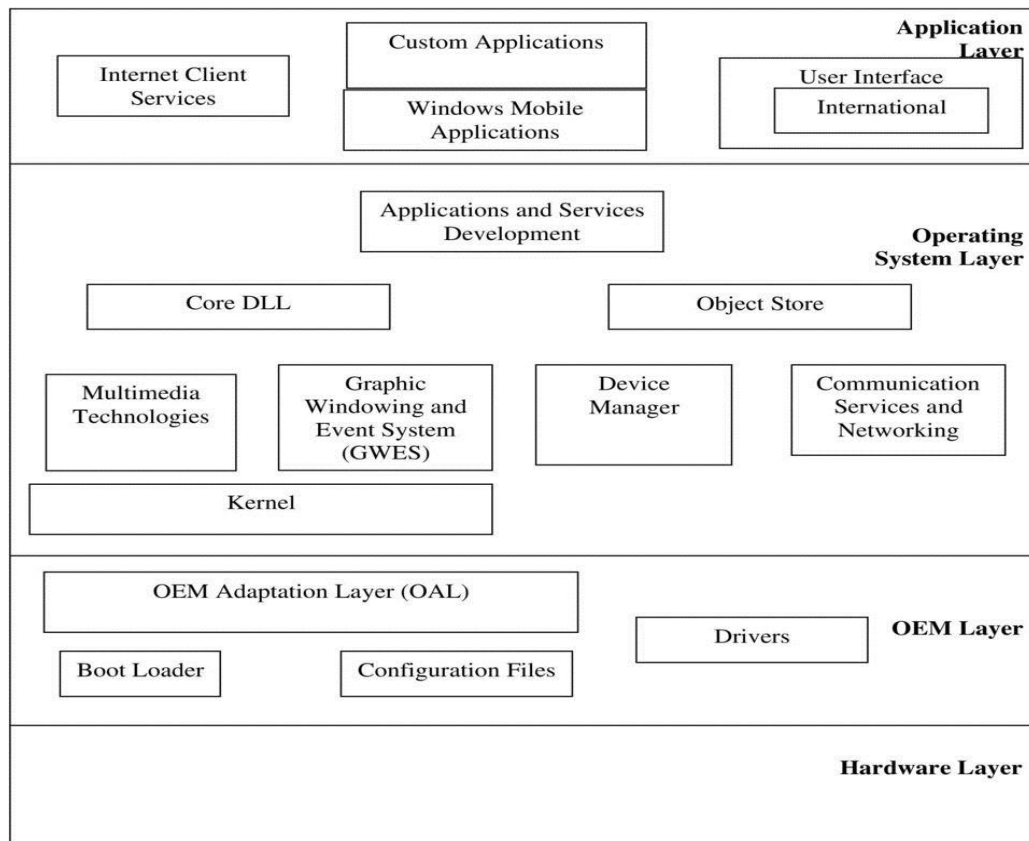 Application
Layer
Custom Applications
Internet Client
Services
User Interface
Windows Mobile
Applications
International
Applications and Services
Development
Operating
System Layer
Core DLL
Object Store
Multimedia
Technologies
Graphic
Windowing and
Event System
(GWES)
Device
Manager
Communication
Services and
Networking
Kernel
OEM Adaptation Layer (OAL)
OEM Layer
Drivers
Boot Loader
Configuration Files
Hardware Layer